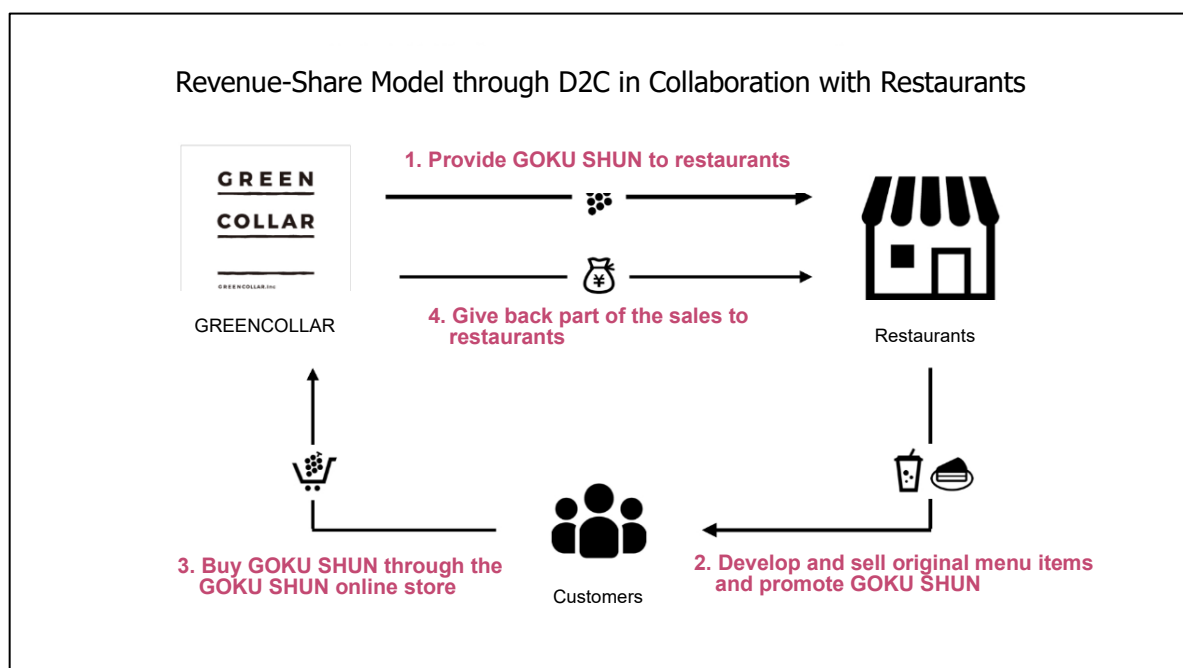 Revenue-Share Model through D2C in Collaboration with Restaurants
1. Provide GOKU SHUN to restaurants
GREEN
COLLAR
GREENCOLLAR.Inc
¥
4. Give back part of the sales to
restaurants
GREENCOLLAR
Restaurants
3. Buy GOKU SHUN through the
GOKU SHUN online store
Customers
2. Develop and sell original menu items
and promote GOKU SHUN